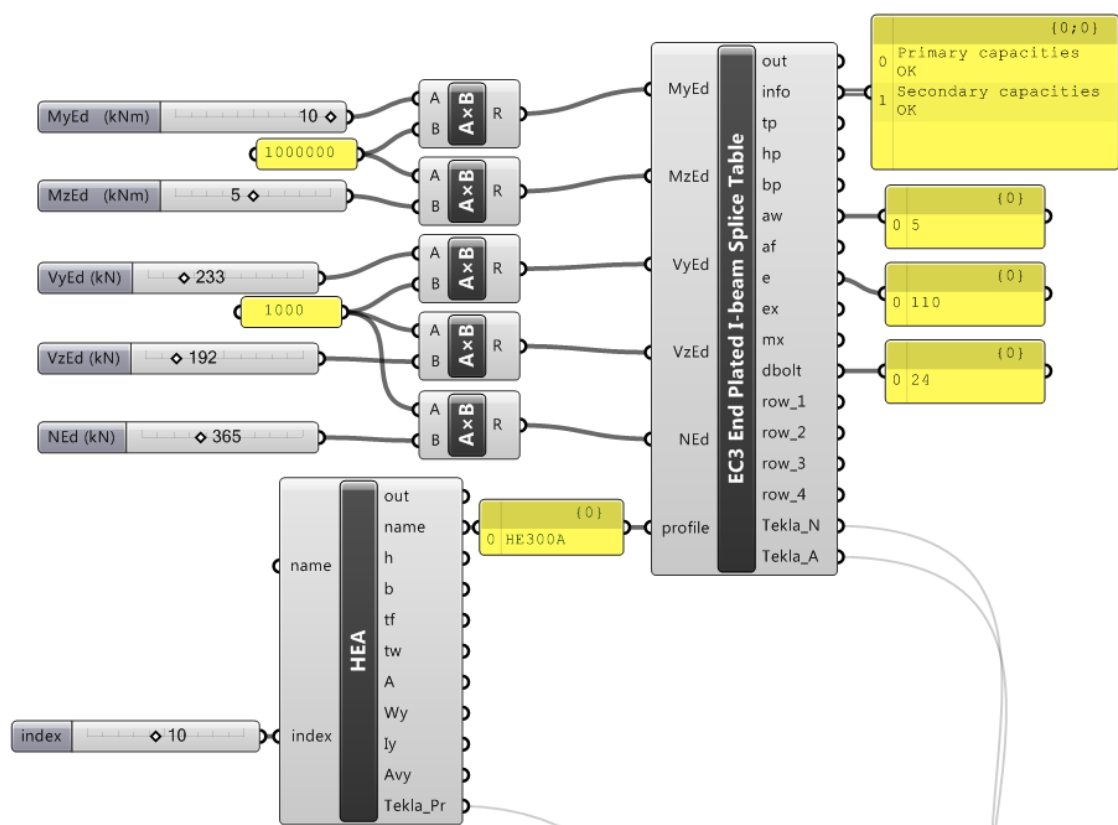 MyEd (kNm) 10
1000000
MzEd (kNm) 5
VyEd (kN) 233
1000
VzEd (kN) 192
NEd (kN) 365
A B A×B R
A B A×B R
A B A×B R
A B A×B R
A B A×B R
MyEd
MzEd
VyEd
VzEd
NEd
profile
EC3 End Plated I-beam Splice Table
out
info
tp
hp
bp
aw
af
e
ex
mx
dbolt
row_1
row_2
row_3
row_4
Tekla_N
Tekla_A
{0;0}
0 Primary capacities
OK
1 Secondary capacities
OK
{0}
0 5
{0}
0 110
{0}
0 24
index 10
name
index
HEA
out
name
h
b
tf
tw
A
Wy
Iy
Avy
Tekla_Pr
{0}
0 HE300A